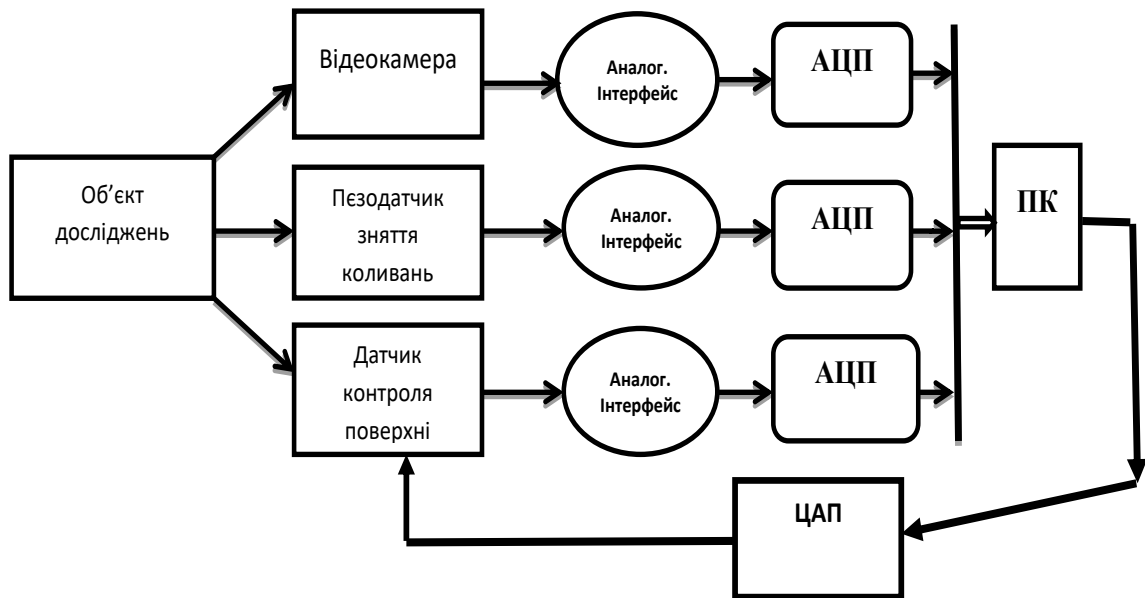 Об’єкт
досліджень
Відеокамера
Аналог.
Інтерфейс
АЦП
Пєзодатчик
зняття
коливань
Аналог.
Інтерфейс
АЦП
Датчик
контроля
поверхні
Аналог.
Інтерфейс
АЦП
ПК
ЦАП